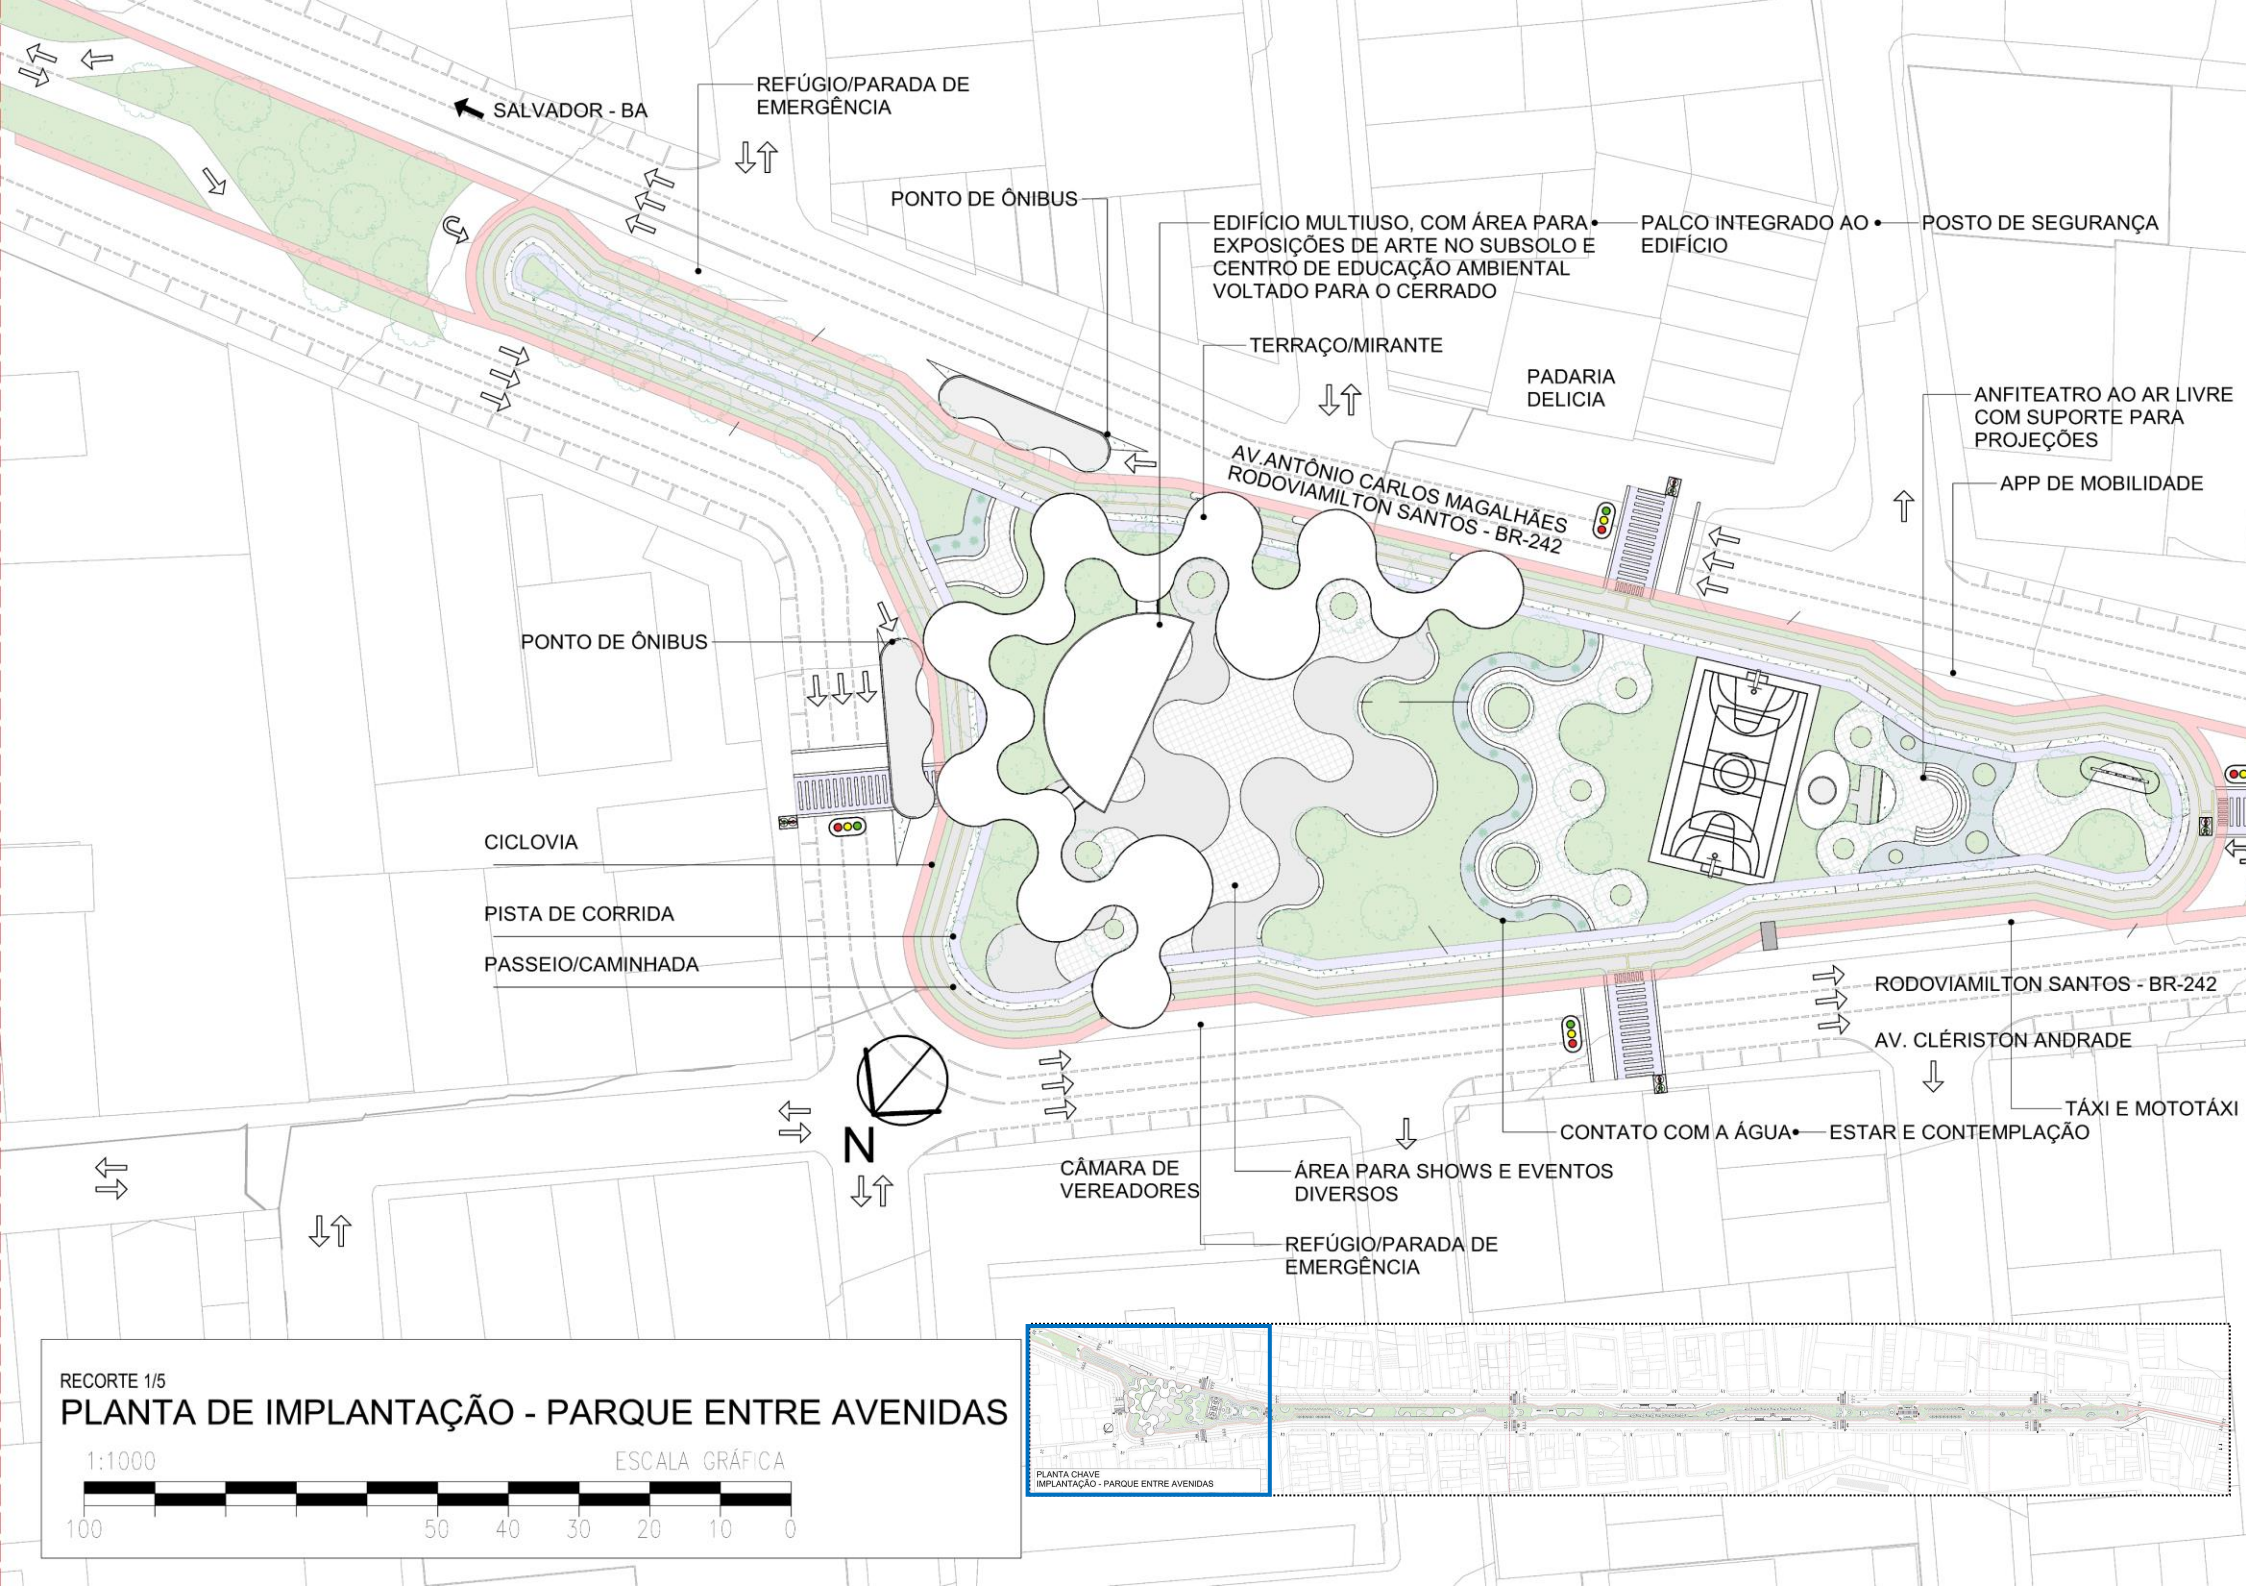 REFÚGIO/PARADA DE
EMERGÊNCIA
SALVADOR - BA
PONTO DE ÔNIBUS
EDIFÍCIO MULTIUSO, COM ÁREA PARA
EXPOSIÇÕES DE ARTE NO SUBSOLO E
CENTRO DE EDUCAÇÃO AMBIENTAL
VOLTADO PARA O CERRADO
PALCO INTEGRADO AO
EDIFÍCIO
POSTO DE SEGURANÇA
TERRAÇO/MIRANTE
PADARIA
DELICIA
ANFITEATRO AO AR LIVRE
COM SUPORTE PARA
PROJEÇÕES
APP DE MOBILIDADE
AV.ANTÔNIO CARLOS MAGALHÃES
RODOVIAMILTON SANTOS - BR-242
PONTO DE ÔNIBUS
CICLOVIA
PISTA DE CORRIDA
PASSEIO/CAMINHADA
RODOVIAMILTON SANTOS - BR-242
AV. CLÉRISTON ANDRADE
TÁXI E MOTOTÁXI
CONTATO COM A ÁGUA
ESTAR E CONTEMPLAÇÃO
N
CÂMARA DE
VEREADORES
ÁREA PARA SHOWS E EVENTOS
DIVERSOS
REFÚGIO/PARADA DE
EMERGÊNCIA
RECORTE 1/5
PLANTA DE IMPLANTAÇÃO - PARQUE ENTRE AVENIDAS
1:1000 ESCALA GRÁFICA
100 50 40 30 20 10 0
PLANTA CHAVE
IMPLANTAÇÃO - PARQUE ENTRE AVENIDAS